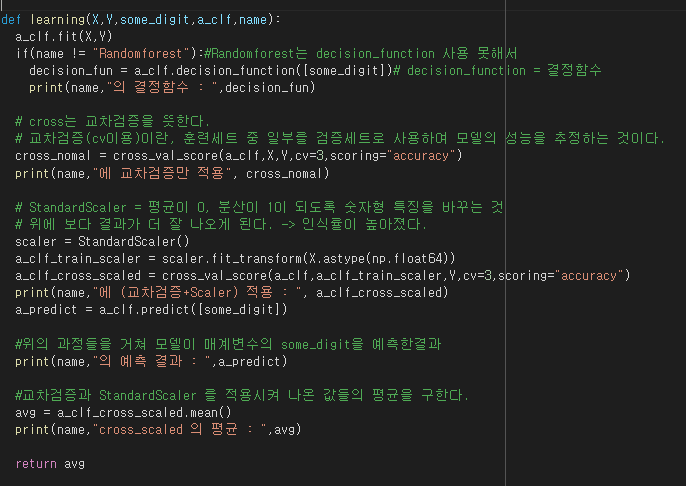 def learning(X,Y,some_digit,a_clf,name):
a_clf.fit(X,Y)
if(name != "Randomforest"):#Randomforest는 decision_function 사용 못해서
decision_fun = a_clf.decision_function([some_digit])# decision_function = 결정함수
print(name,"의 결정함수 : ",decision_fun)
# cross는 교차검증을 뜻한다.
# 교차검증(cv이용)이란, 훈련세트 중 일부를 검증세트로 사용하여 모델의 성능을 추정하는 것이다.
cross_nomal = cross_val_score(a_clf,X,Y,cv=3,scoring="accuracy")
print(name,"에 교차검증만 적용", cross_nomal)
# StandardScaler = 평균이 0, 분산이 1이 되도록 숫자형 특징을 바꾸는 것
# 위에 보다 결과가 더 잘 나오게 된다. -> 인식률이 높아졌다.
scaler = StandardScaler()
a_clf_train_scaler = scaler.fit_transform(X.astype(np.float64))
a_clf_cross_scaled = cross_val_score(a_clf,a_clf_train_scaler,Y,cv=3,scoring="accuracy")
print(name,"에 (교차검증+Scaler) 적용 : ", a_clf_cross_scaled)
a_predict = a_clf.predict([some_digit])
#위의 과정들을 거쳐 모델이 매계변수의 some_digit을 예측한결과
print(name,"의 예측 결과 : ",a_predict)
#교차검증과 StandardScaler 를 적용시켜 나온 값들의 평균을 구한다.
avg = a_clf_cross_scaled.mean()
print(name,"cross_scaled 의 평균 : ",avg)
return avg